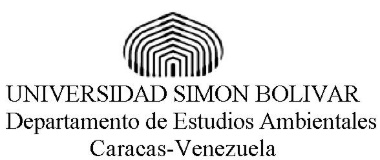 UNIVERSIDAD SIMON BOLIVAR
Departamento de Estudios Ambientales
Caracas-Venezuela